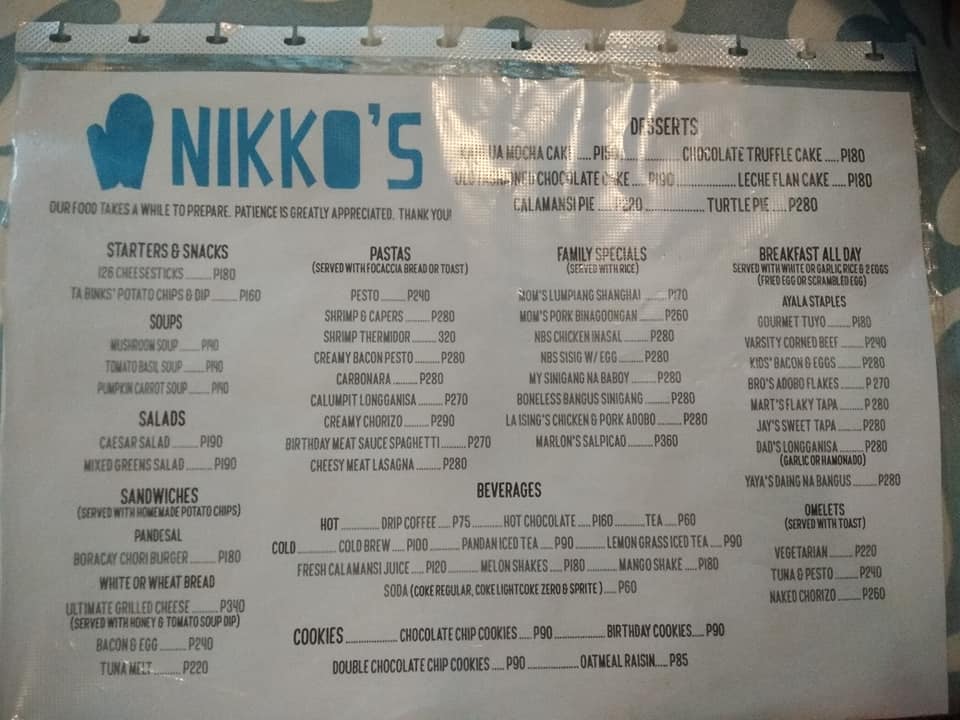 NIKKO'S
OUR FOOD TAKES A WHILE TO PREPARE. PATIENCE IS GREATLY APPRECIATED. THANK YOU!
DESSERTS
KAHLUA MOCHA CAKE ..... P150 .............. CHOCOLATE TRUFFLE CAKE .... P180
OLD FASHIONED CHOCOLATE CAKE .... P190 ................... LECHE FLAN CAKE .... P180
CALAMANSI PIE .... P220 ................... TURTLE PIE .... P280
STARTERS & SNACKS
126 CHEESESTICKS ......... P180
TA BINKS' POTATO CHIPS & DIP ........ P160
SOUPS
MUSHROOM SOUP ....... P140
TOMATO BASIL SOUP ...... P140
PUMPKIN CARROT SOUP .... P140
SALADS
CAESAR SALAD ......... P190
MIXED GREENS SALAD ...... P190
SANDWICHES
(SERVED WITH HOMEMADE POTATO CHIPS)
PANDESAL
BORACAY CHORI BURGER ......... P180
WHITE OR WHEAT BREAD
ULTIMATE GRILLED CHEESE ......... P340
(SERVED WITH HONEY & TOMATO SOUP DIP)
BACON & EGG ......... P240
TUNA MELT .......... P220
PASTAS
(SERVED WITH FOCACCIA BREAD OR TOAST)
PESTO ........ P240
SHRIMP & CAPERS ........ P280
SHRIMP THERMIDOR ......... 320
CREAMY BACON PESTO ......... P280
CARBONARA ......... P280
CALUMPIT LONGGANISA ........ P270
CREAMY CHORIZO ........ P290
BIRTHDAY MEAT SAUCE SPAGHETTI ......... P270
CHEESY MEAT LASAGNA ......... P280
FAMILY SPECIALS
(SERVED WITH RICE)
MOM'S LUMPIANG SHANGHAI ....... P170
MOM'S PORK BINAGOONGAN ......... P260
NBS CHICKEN INASAL ......... P280
NBS SISIG W/ EGG ........ P280
MY SINIGANG NA BABOY ........ P280
BONELESS BANGUS SINIGANG ........ P280
LA ISING'S CHICKEN & PORK ADOBO ........ P280
MARLON'S SALPICAO ........ P360
BREAKFAST ALL DAY
SERVED WITH WHITE OR GARLIC RICE & 2 EGGS
(FRIED EGG OR SCRAMBLED EGG)
AYALA STAPLES
GOURMET TUYO ........ P180
VARSITY CORNED BEEF ......... P240
KIDS' BACON & EGGS ........ P280
BRO'S ADOBO FLAKES ........ P 270
MART'S FLAKY TAPA ........ P 280
JAY'S SWEET TAPA ........ P280
DAD'S LONGGANISA ......... P280
(GARLIC OR HAMONADO)
YAYA'S DAING NA BANGUS ........ P280
OMELETS
(SERVED WITH TOAST)
VEGETARIAN ......... P220
TUNA & PESTO ......... P240
NAKED CHORIZO ......... P260
BEVERAGES
HOT ............... DRIP COFFEE .... P75 ............ HOT CHOCOLATE .... P160 ............ TEA .... P60
COLD ............... COLD BREW .... P100 ............ PANDAN ICED TEA .... P90 ............ LEMON GRASS ICED TEA .... P90
FRESH CALAMANSI JUICE ..... P120 ............ MELON SHAKES .... P180 ............ MANGO SHAKE .... P180
SODA (COKE REGULAR, COKE LIGHTCOKE ZERO & SPRITE) .... P60
COOKIES .................... CHOCOLATE CHIP COOKIES .... P90 .................... BIRTHDAY COOKIES.... P90
DOUBLE CHOCOLATE CHIP COOKIES .... P90 .................... OATMEAL RAISIN.... P85